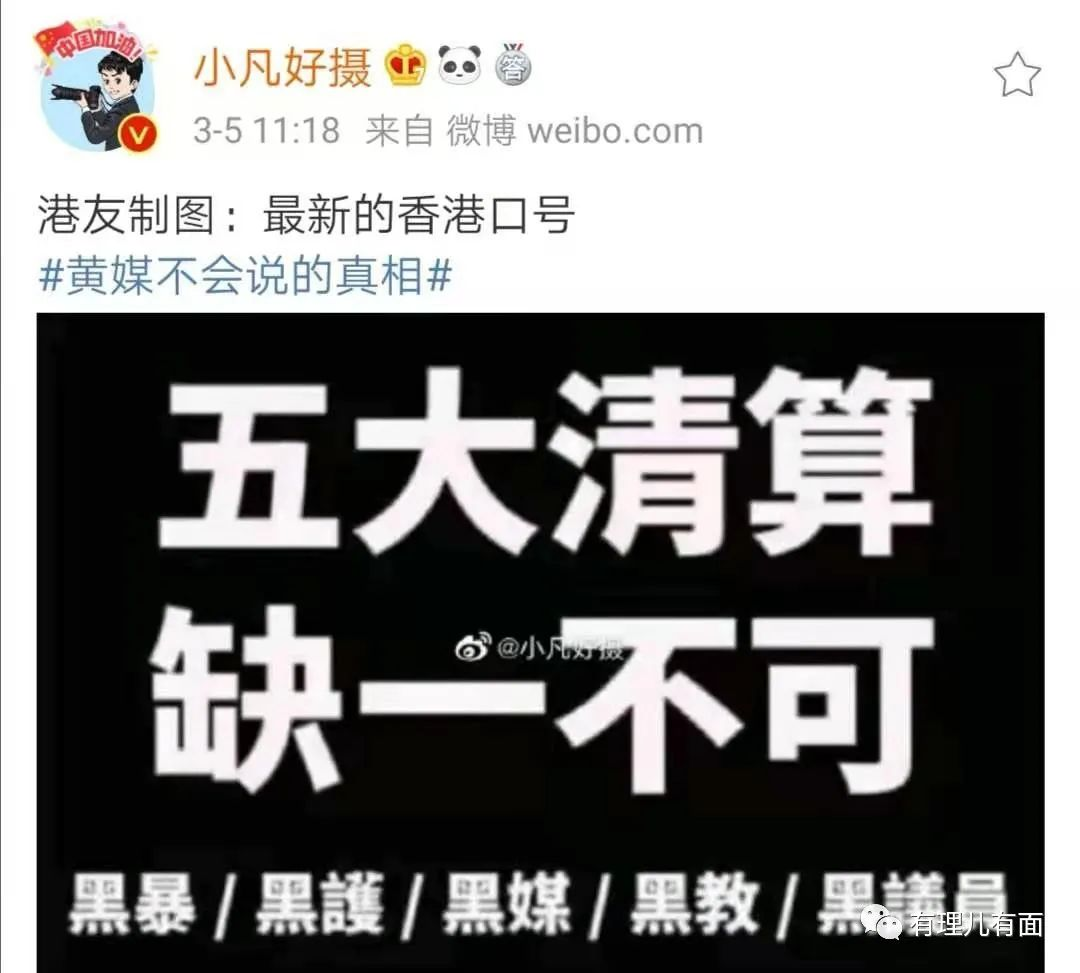 中国加油!
小凡好摄 答
V
3-5 11:18 来自 微博 weibo.com
港友制图：最新的香港口号
#黄媒不会说的真相#
五大清算
@小凡好摄
缺一不可
黑暴 / 黑護 / 黑媒 / 黑教 / 黑議員
有理儿有面